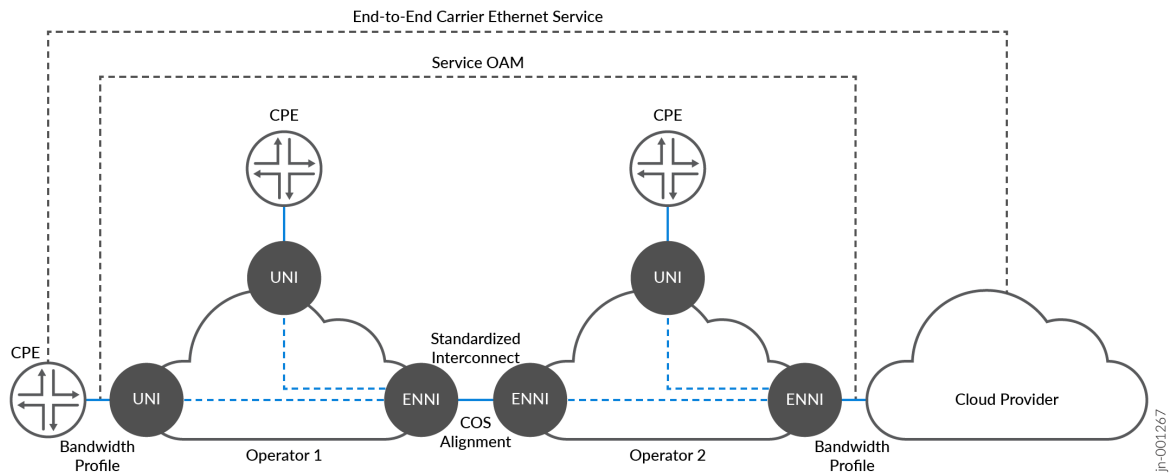 End-to-End Carrier Ethernet Service
Service OAM
CPE
CPE
UNI
UNI
Standardized
Interconnect
CPE
UNI
ENNI
ENNI
ENNI
Cloud Provider
COS
Alignment
Bandwidth
Profile
Operator 1
Operator 2
Bandwidth
Profile
jn-001267